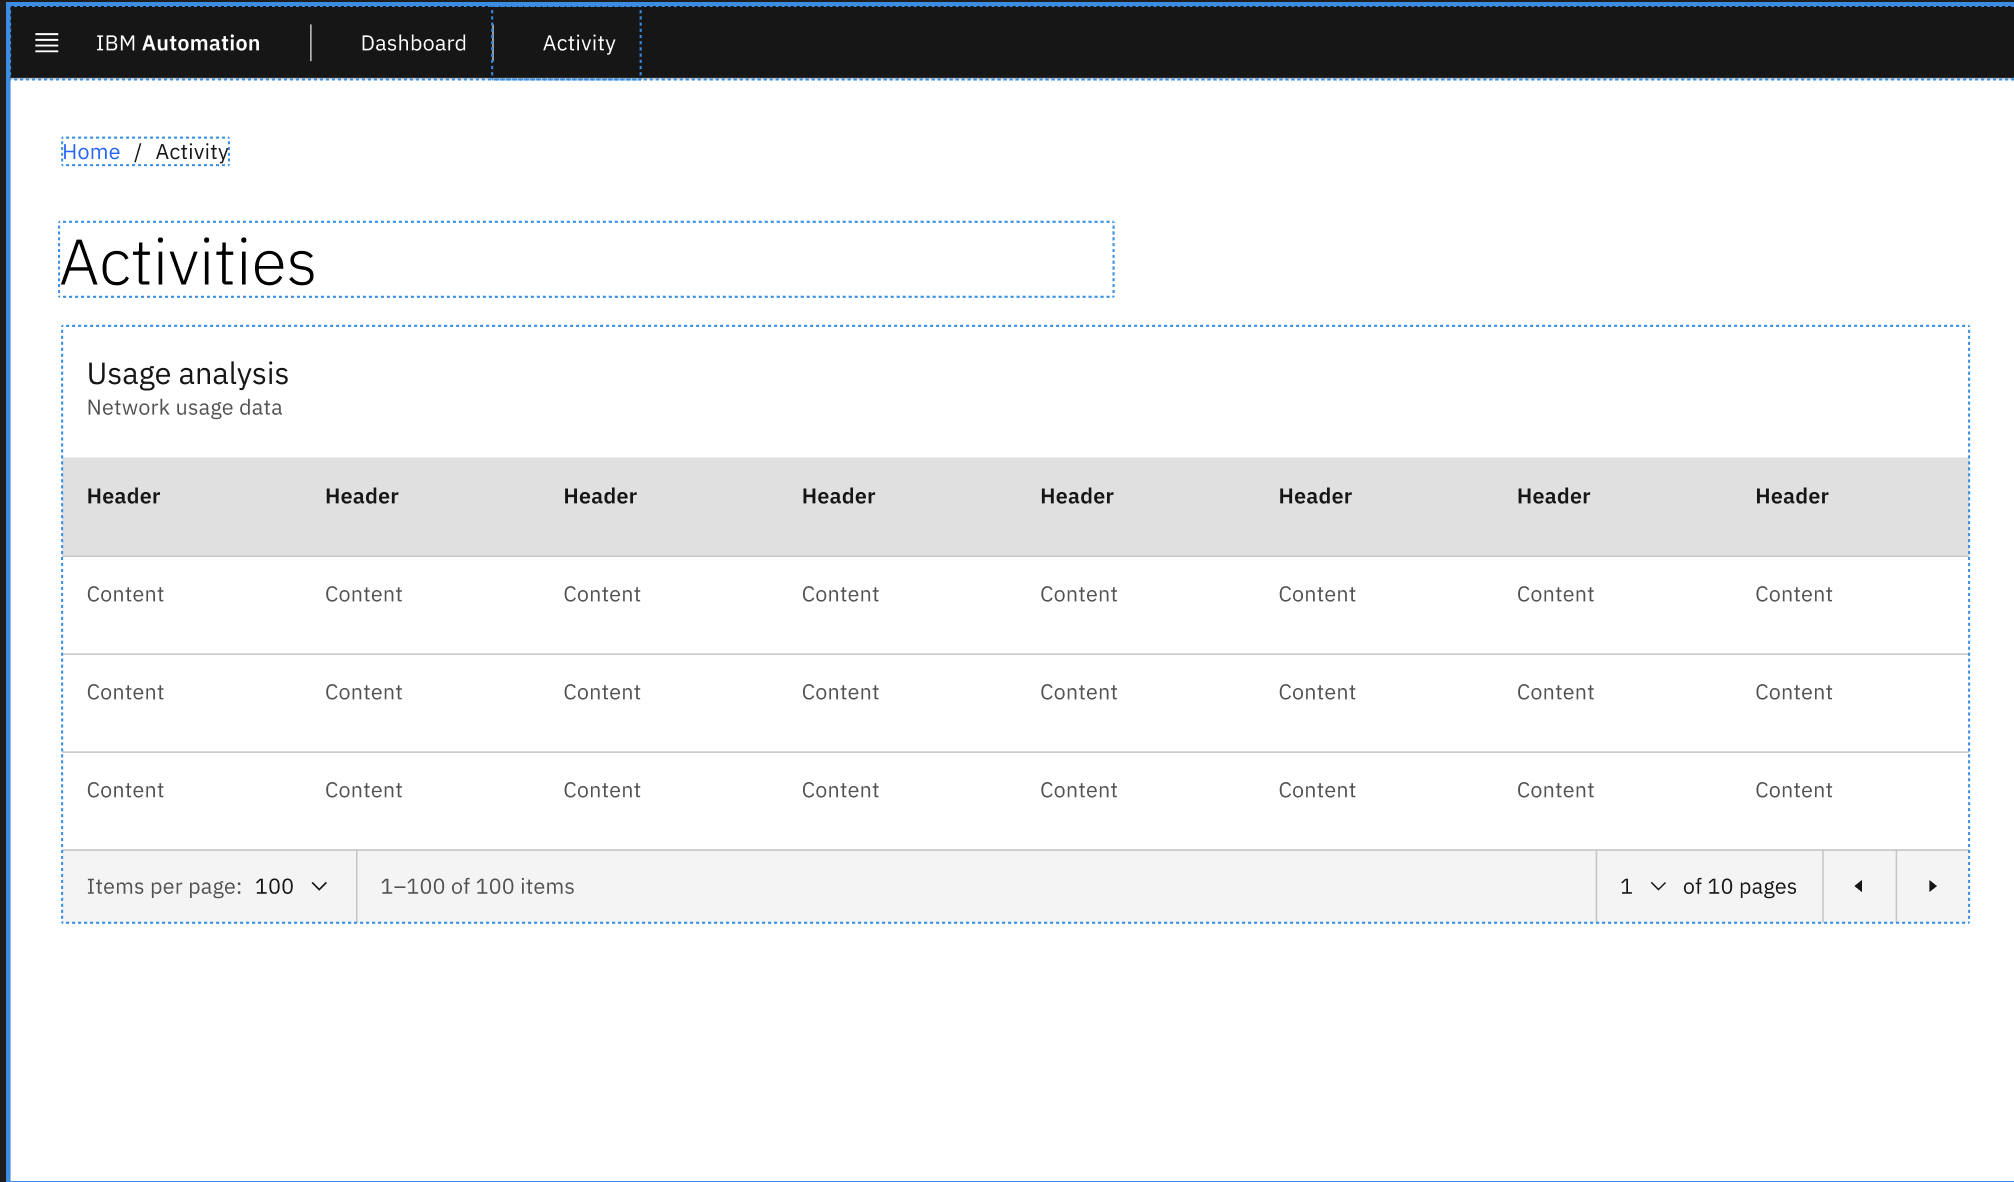 IBM Automation Dashboard Activity
Home / Activity
Activities
Usage analysis
Network usage data
Header Header Header Header Header Header Header Header
Content Content Content Content Content Content Content Content
Content Content Content Content Content Content Content Content
Content Content Content Content Content Content Content Content
Items per page: 100 1–100 of 100 items 1 of 10 pages